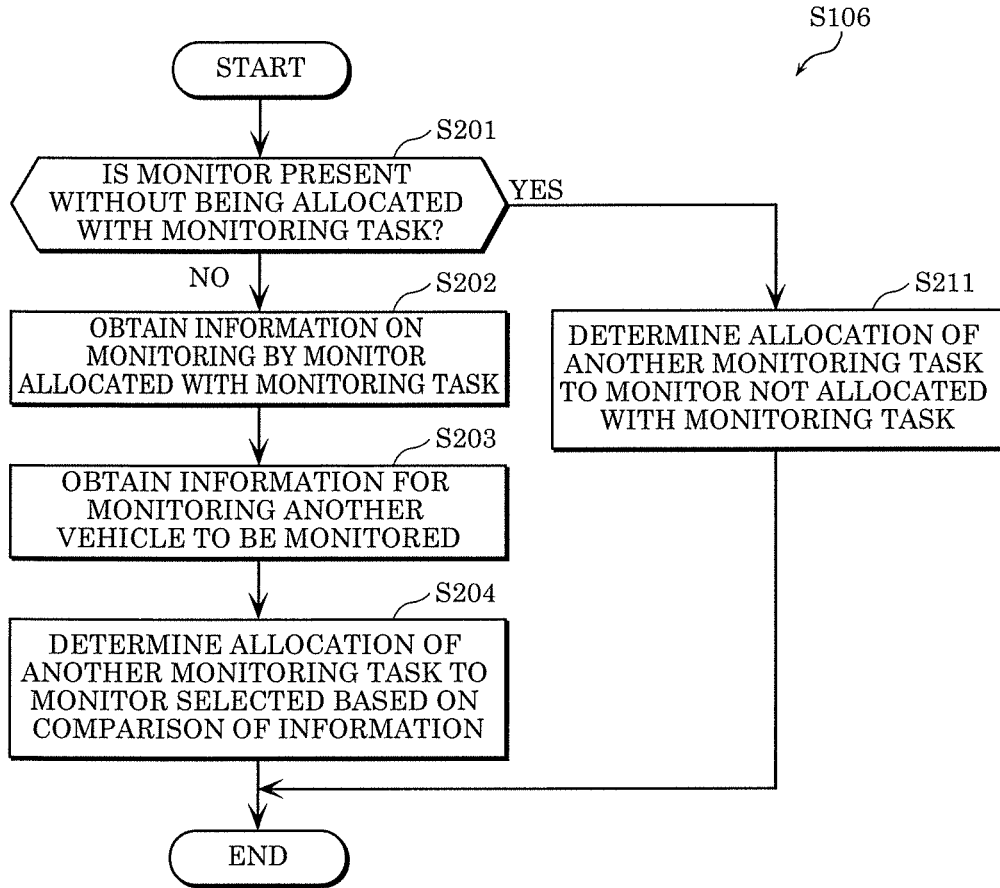 S106
START
S201
IS MONITOR PRESENT
WITHOUT BEING ALLOCATED
WITH MONITORING TASK?
YES
NO
S202
OBTAIN INFORMATION ON
MONITORING BY MONITOR
ALLOCATED WITH MONITORING TASK
S211
DETERMINE ALLOCATION OF
ANOTHER MONITORING TASK
TO MONITOR NOT ALLOCATED
WITH MONITORING TASK
S203
OBTAIN INFORMATION FOR
MONITORING ANOTHER
VEHICLE TO BE MONITORED
S204
DETERMINE ALLOCATION OF
ANOTHER MONITORING TASK TO
MONITOR SELECTED BASED ON
COMPARISON OF INFORMATION
END